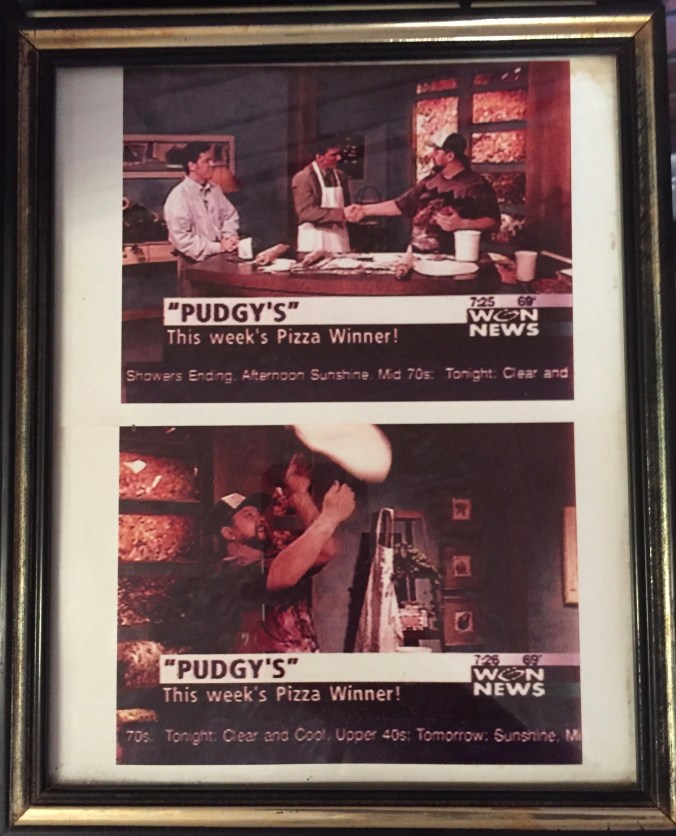 "PUDGY'S"
7:25 69°
This week's Pizza Winner!
WGN
NEWS
Showers Ending, Afternoon Sunshine. Mid 70s: Tonight: Clear and
"PUDGY'S"
7:26 69°
This week's Pizza Winner!
WGN
NEWS
70s: Tonight: Clear and Cool, Upper 40s: Tomorrow: Sunshine, Mi